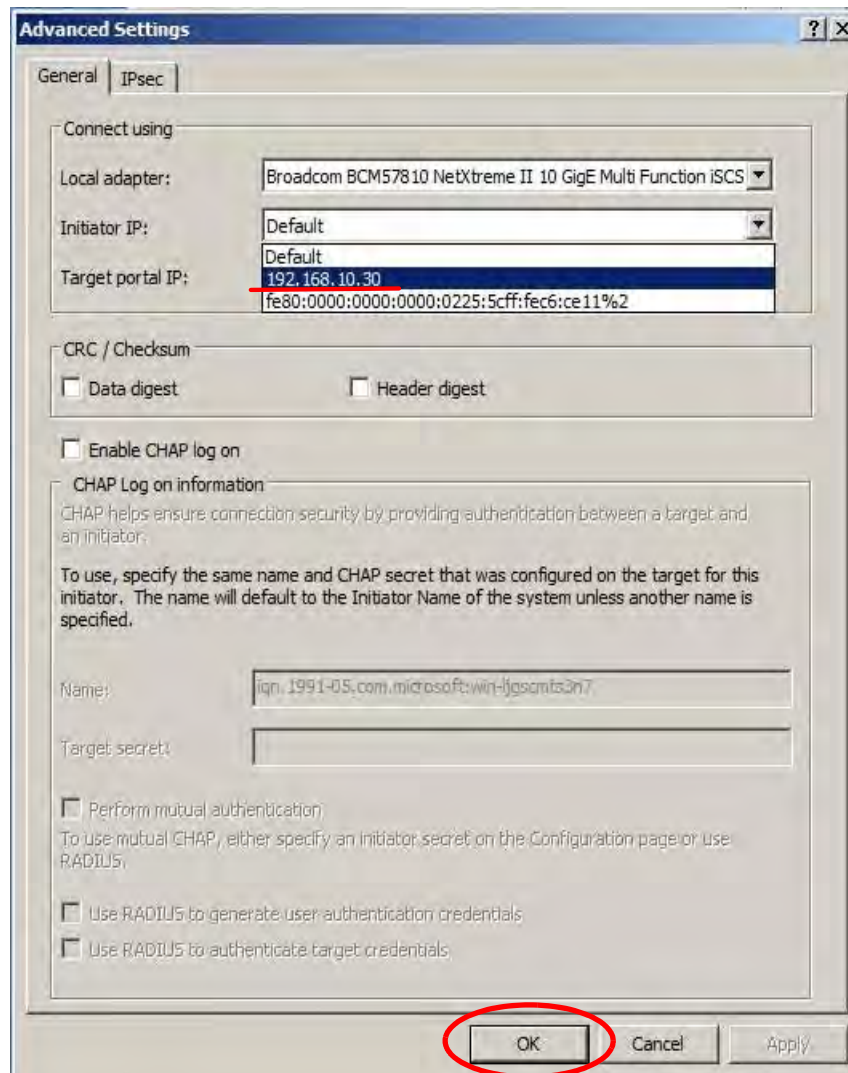 Advanced Settings
General
IPsec
Connect using
Local adapter:
Broadcom BCM57810 NetXtreme II 10 GigE Multi Function iSCS
Initiator IP:
Default
Default
Target portal IP:
192.168.10.30
fe80:0000:0000:0000:0225:5cff:fec6:ce11%2
CRC / Checksum
Data digest
Header digest
Enable CHAP log on
CHAP Log on information
CHAP helps ensure connection security by providing authentication between a target and
an initiator.
To use, specify the same name and CHAP secret that was configured on the target for this
initiator. The name will default to the Initiator Name of the system unless another name is
specified.
Name:
Target secret:
Perform mutual authentication
To use mutual CHAP, either specify an initiator secret on the Configuration page or use
RADIUS.
Use RADIUS to generate user authentication credentials
Use RADIUS to authenticate target credentials
OK
Cancel
Apply